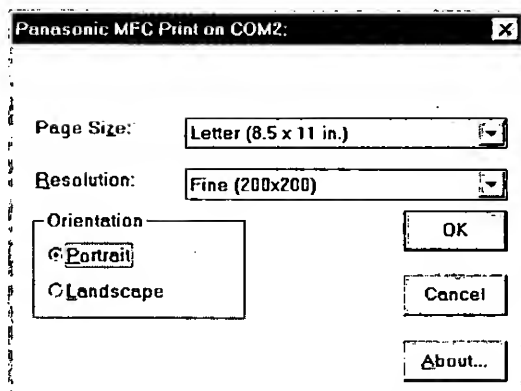 Panasonic MFC Print on COM2:
Page Size: Letter (8.5 x 11 in.)
Resolution: Fine (200x200)
Orientation
Portrait
Landscape
OK
Cancel
About...